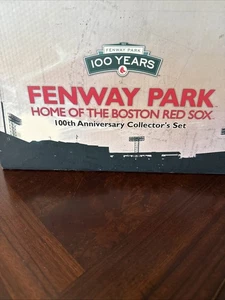 FENWAY PARK
100 YEARS
&
FENWAY PARK
HOME OF THE BOSTON RED SOX
100th Anniversary Collector's Set